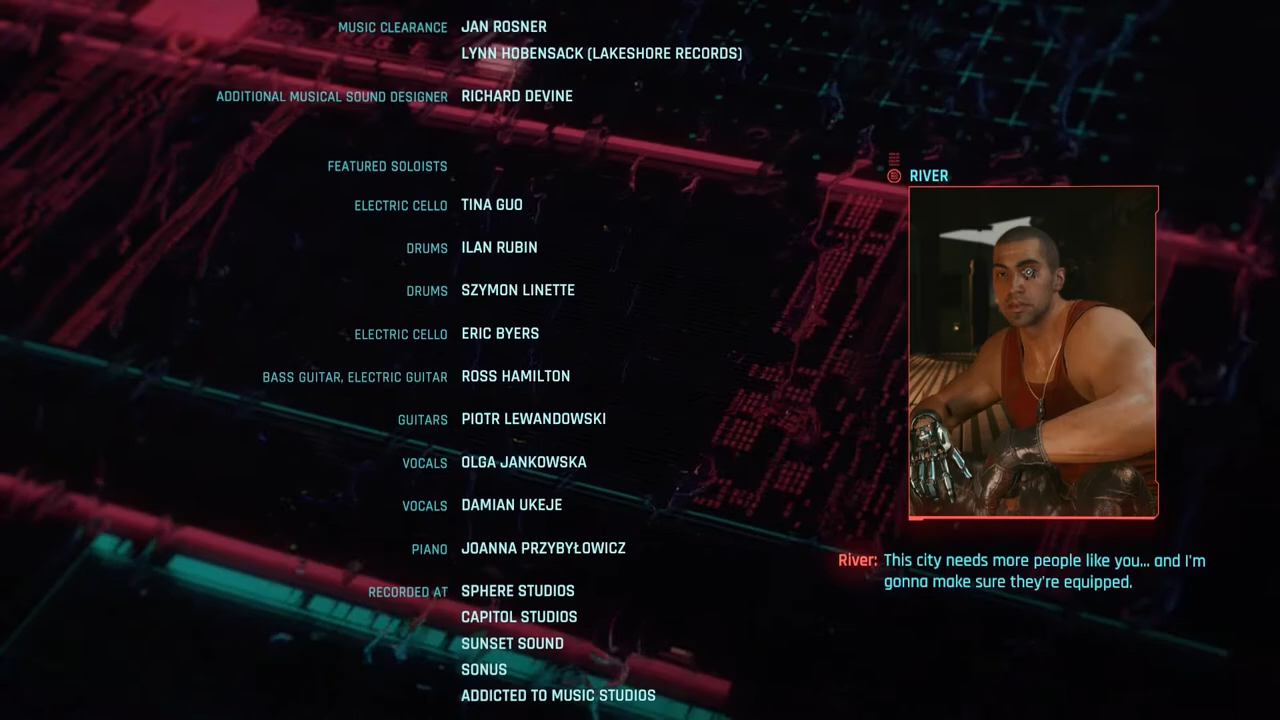 MUSIC CLEARANCE JAN ROSNER
LYNN HOBENSACK (LAKESHORE RECORDS)
ADDITIONAL MUSICAL SOUND DESIGNER RICHARD DEVINE
FEATURED SOLOISTS
ELECTRIC CELLO TINA GUO
DRUMS ILAN RUBIN
DRUMS SZYMON LINETTE
ELECTRIC CELLO ERIC BYERS
BASS GUITAR, ELECTRIC GUITAR ROSS HAMILTON
GUITARS PIOTR LEWANDOWSKI
VOCALS OLGA JANKOWSKA
VOCALS DAMIAN UKEJE
PIANO JOANNA PRZYBYŁOWICZ
RECORDED AT SPHERE STUDIOS
CAPITOL STUDIOS
SUNSET SOUND
SONUS
ADDICTED TO MUSIC STUDIOS
RIVER
River: This city needs more people like you... and I'm
gonna make sure they're equipped.